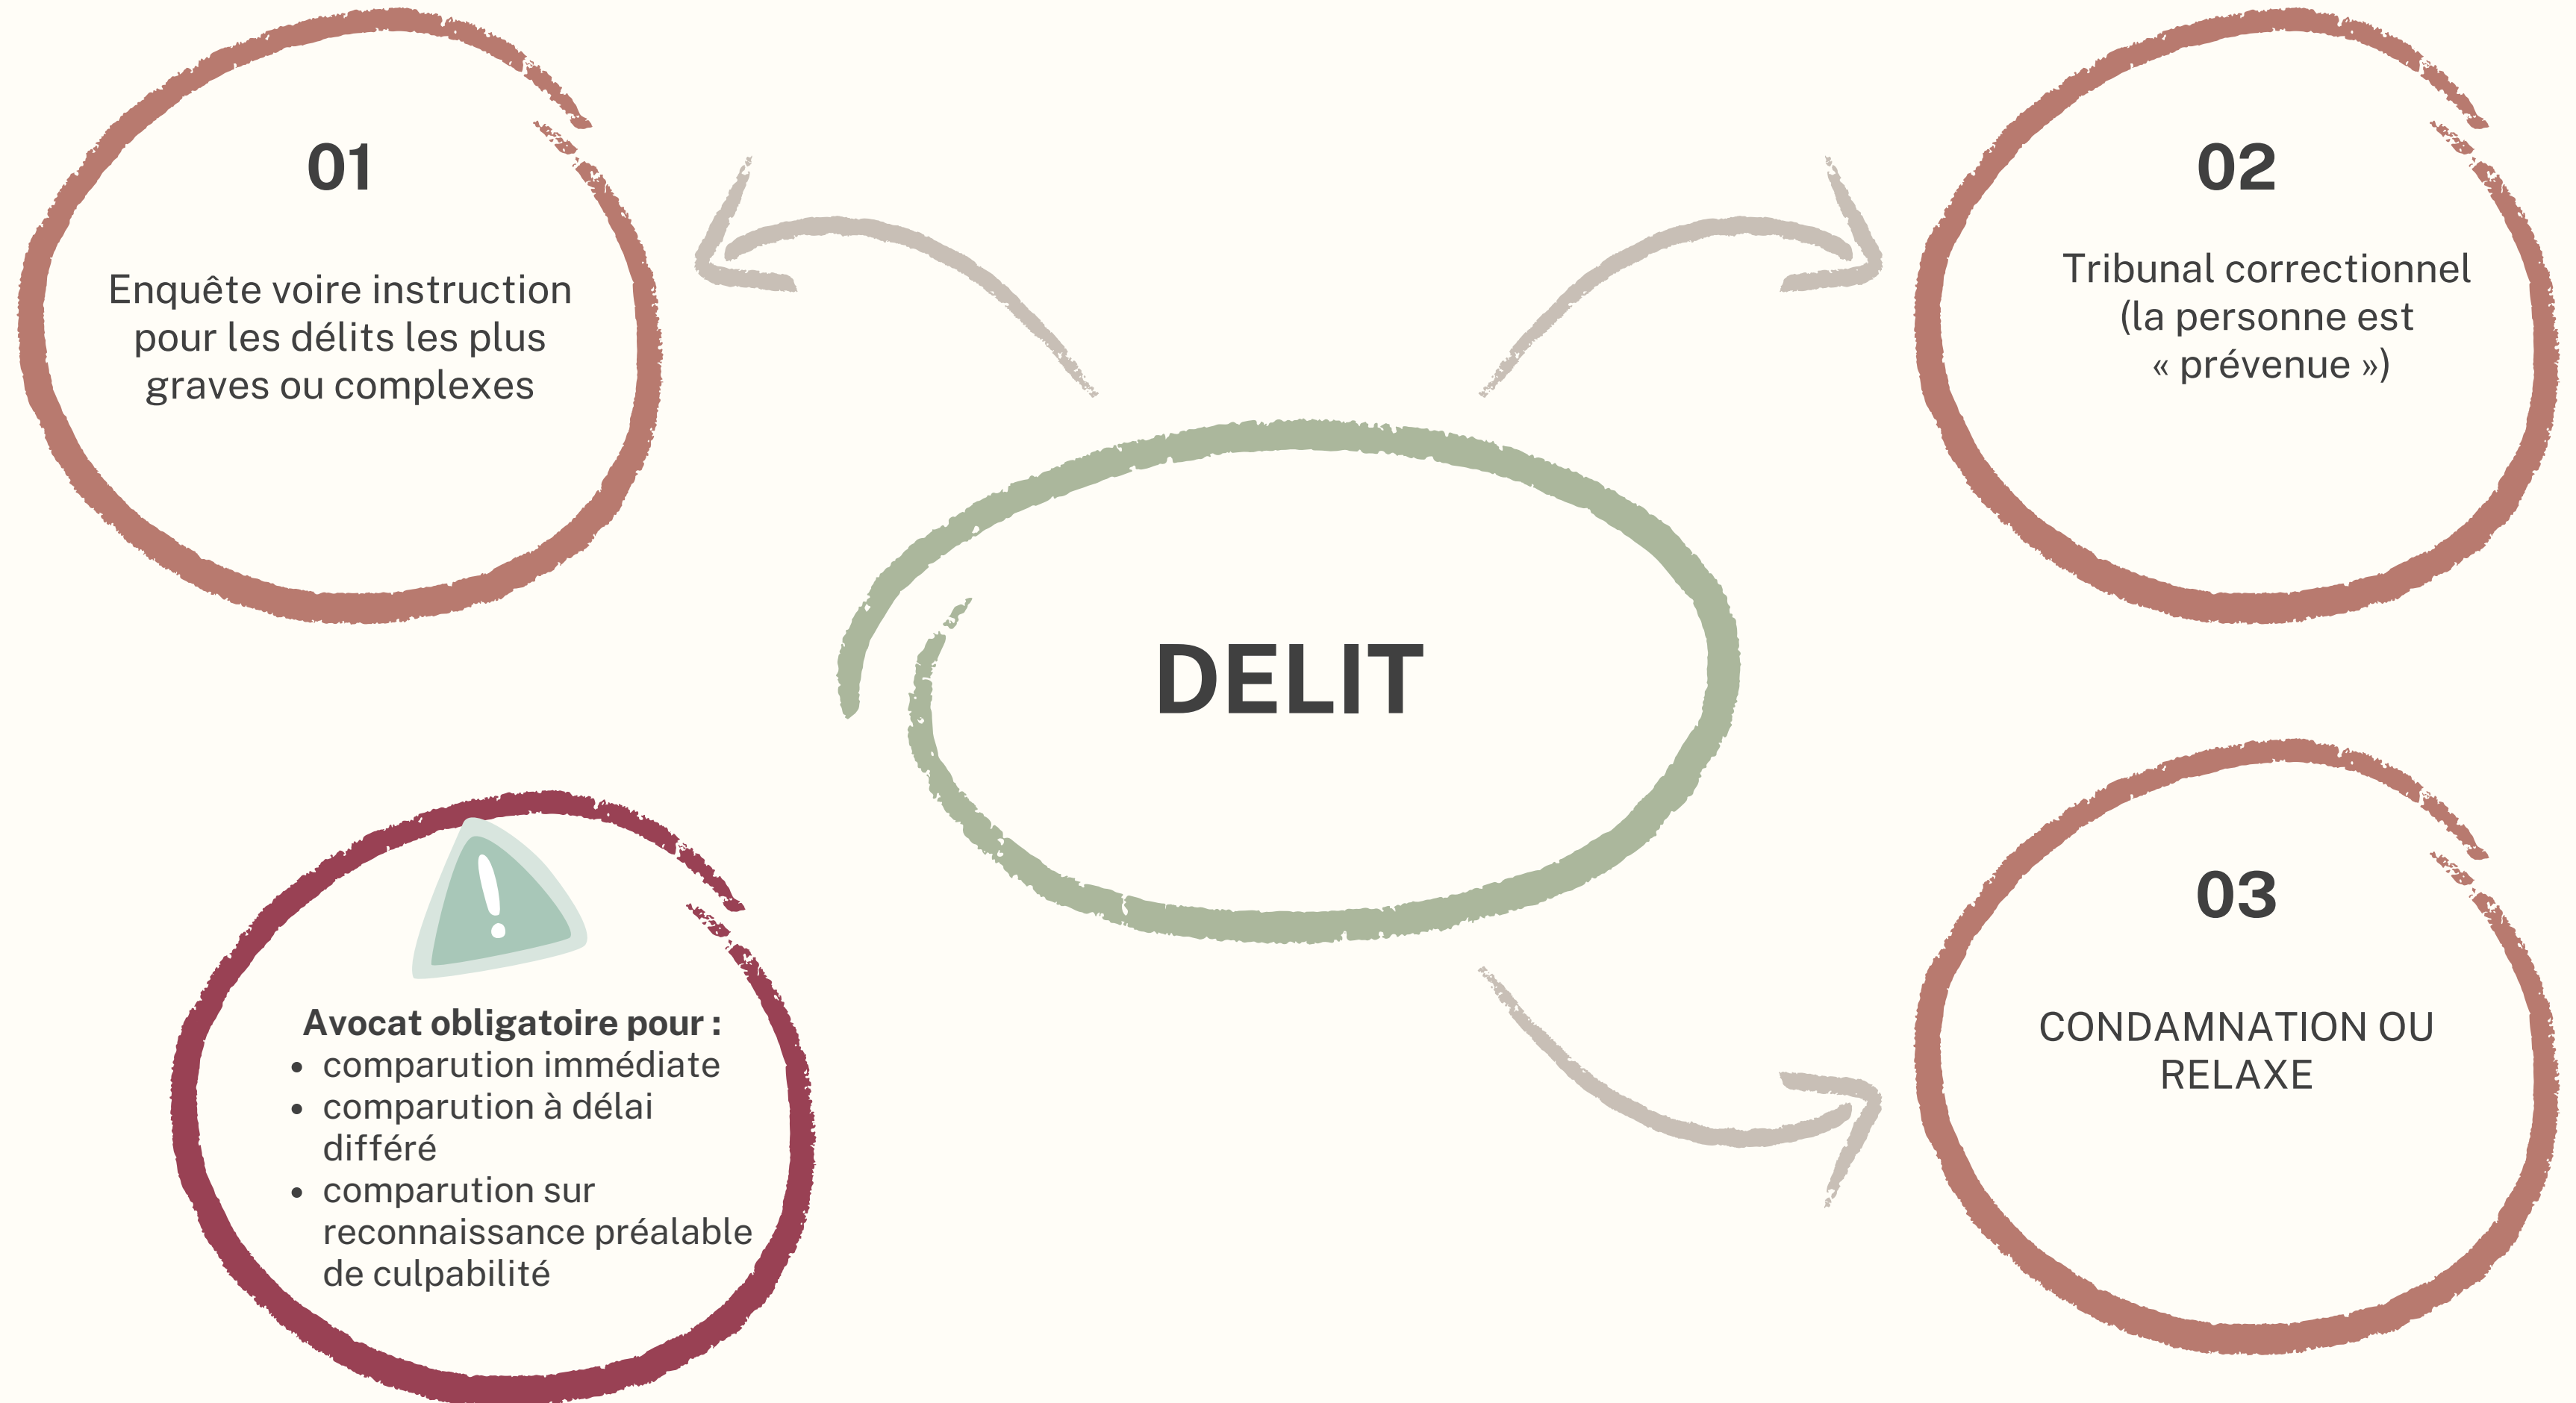 01
Enquête voire instruction
pour les délits les plus
graves ou complexes
02
Tribunal correctionnel
(la personne est
« prévenue »)
DELIT
Avocat obligatoire pour :
• comparution immédiate
• comparution à délai
différé
• comparution sur
reconnaissance préalable
de culpabilité
03
CONDAMNATION OU
RELAXE